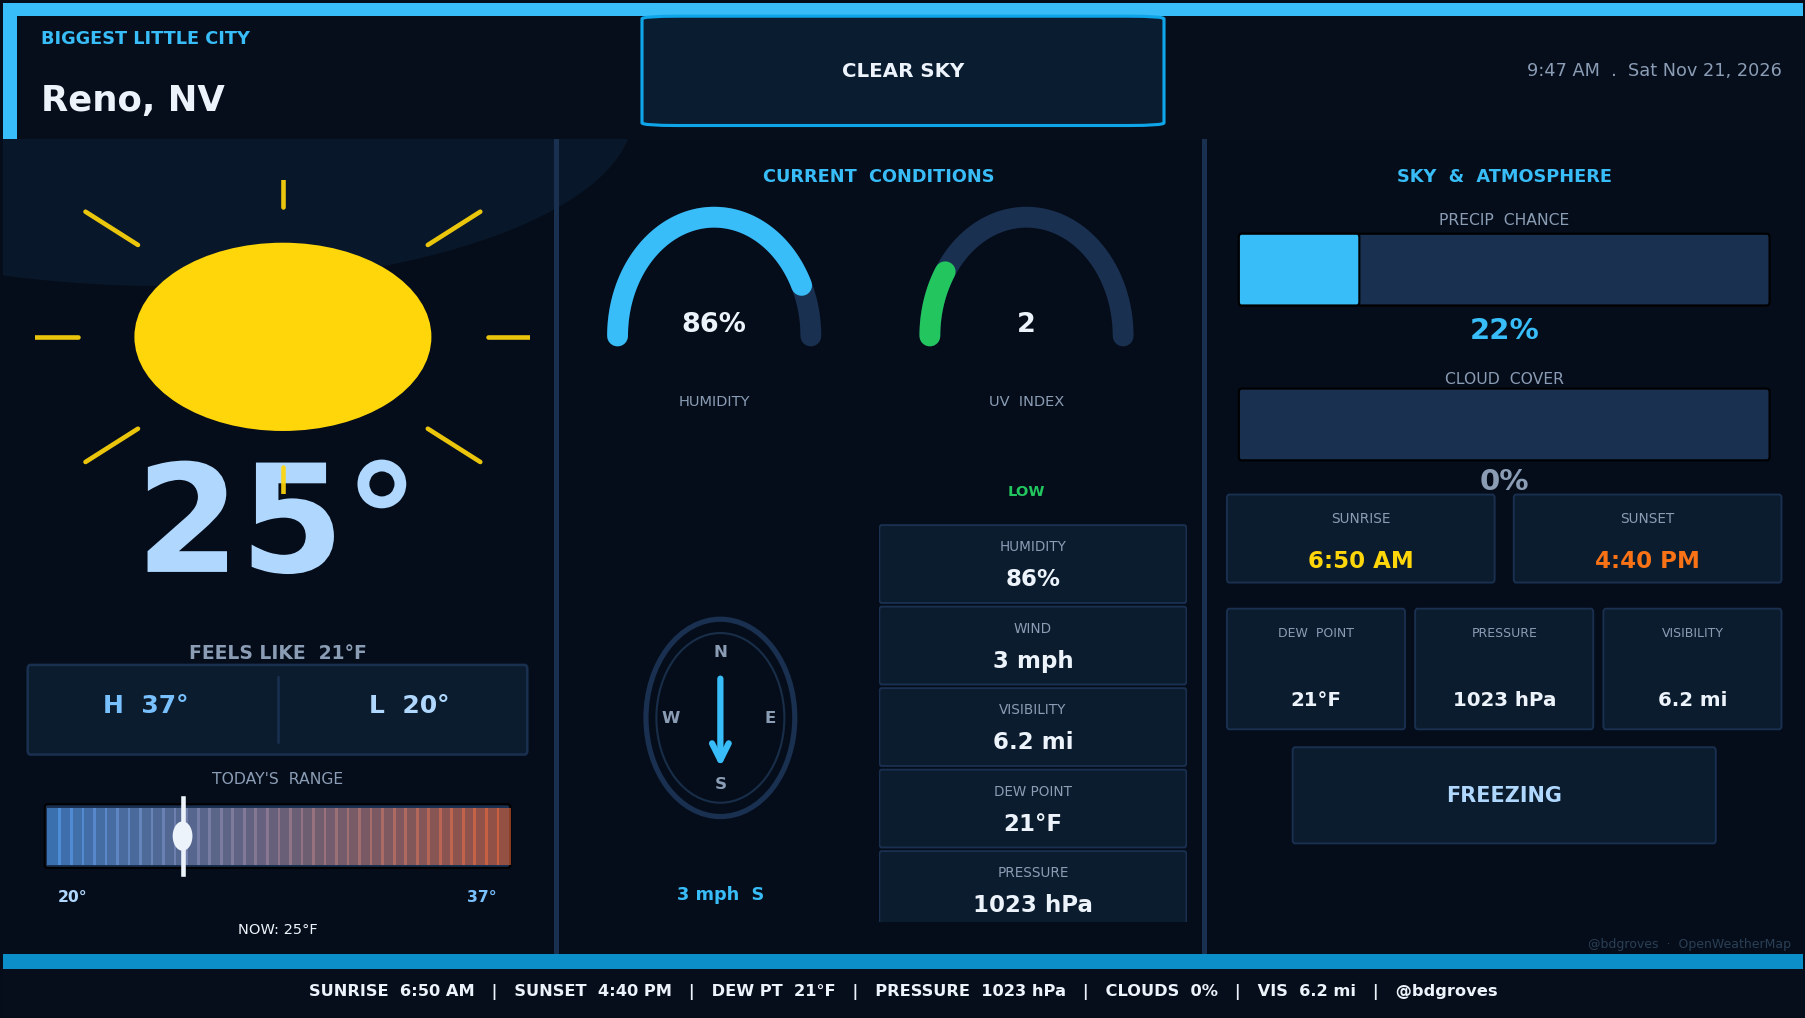 BIGGEST LITTLE CITY
Reno, NV
CLEAR SKY
9:47 AM . Sat Nov 21, 2026
25°
FEELS LIKE 21°F
H 37°
L 20°
TODAY'S RANGE
20°
37°
NOW: 25°F
CURRENT CONDITIONS
86%
HUMIDITY
2
UV INDEX
LOW
N
W
E
S
3 mph S
HUMIDITY
86%
WIND
3 mph
VISIBILITY
6.2 mi
DEW POINT
21°F
PRESSURE
1023 hPa
SKY & ATMOSPHERE
PRECIP CHANCE
22%
CLOUD COVER
0%
SUNRISE
6:50 AM
SUNSET
4:40 PM
DEW POINT
21°F
PRESSURE
1023 hPa
VISIBILITY
6.2 mi
FREEZING
@bdgroves · OpenWeatherMap
SUNRISE 6:50 AM | SUNSET 4:40 PM | DEW PT 21°F | PRESSURE 1023 hPa | CLOUDS 0% | VIS 6.2 mi | @bdgroves